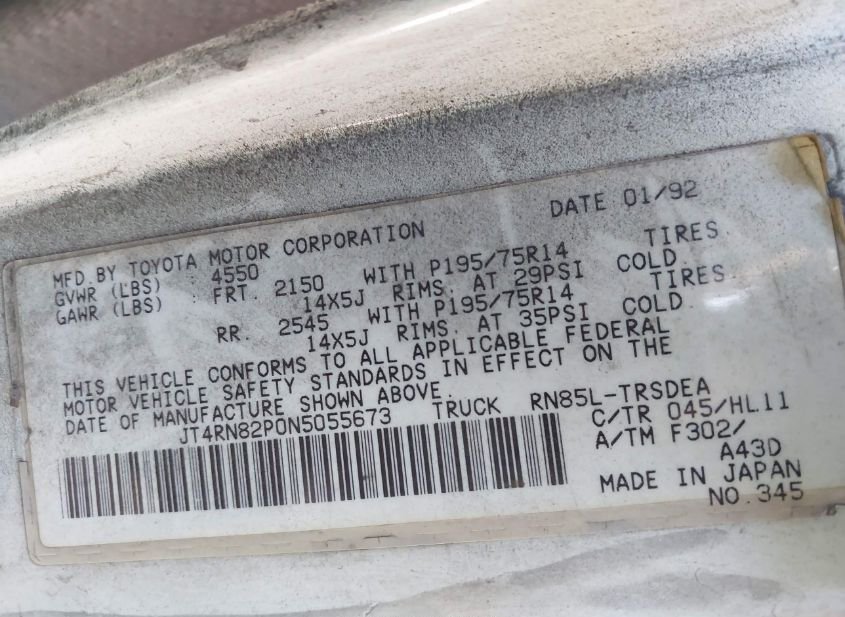 MFD. BY TOYOTA MOTOR CORPORATION DATE 01/92
GVWR (LBS) 4550
GAWR (LBS) FRT. 2150 WITH P195/75R14 TIRES
14X5J RIMS. AT 29PSI COLD
RR. 2545 WITH P195/75R14 TIRES
14X5J RIMS. AT 35PSI COLD
THIS VEHICLE CONFORMS TO ALL APPLICABLE FEDERAL
MOTOR VEHICLE SAFETY STANDARDS IN EFFECT ON THE
DATE OF MANUFACTURE SHOWN ABOVE.
JT4RN82P0N5055673 TRUCK RN85L-TRSDEA
C/TR 045/HL11
A/TM F302/
A43D
MADE IN JAPAN
NO.345